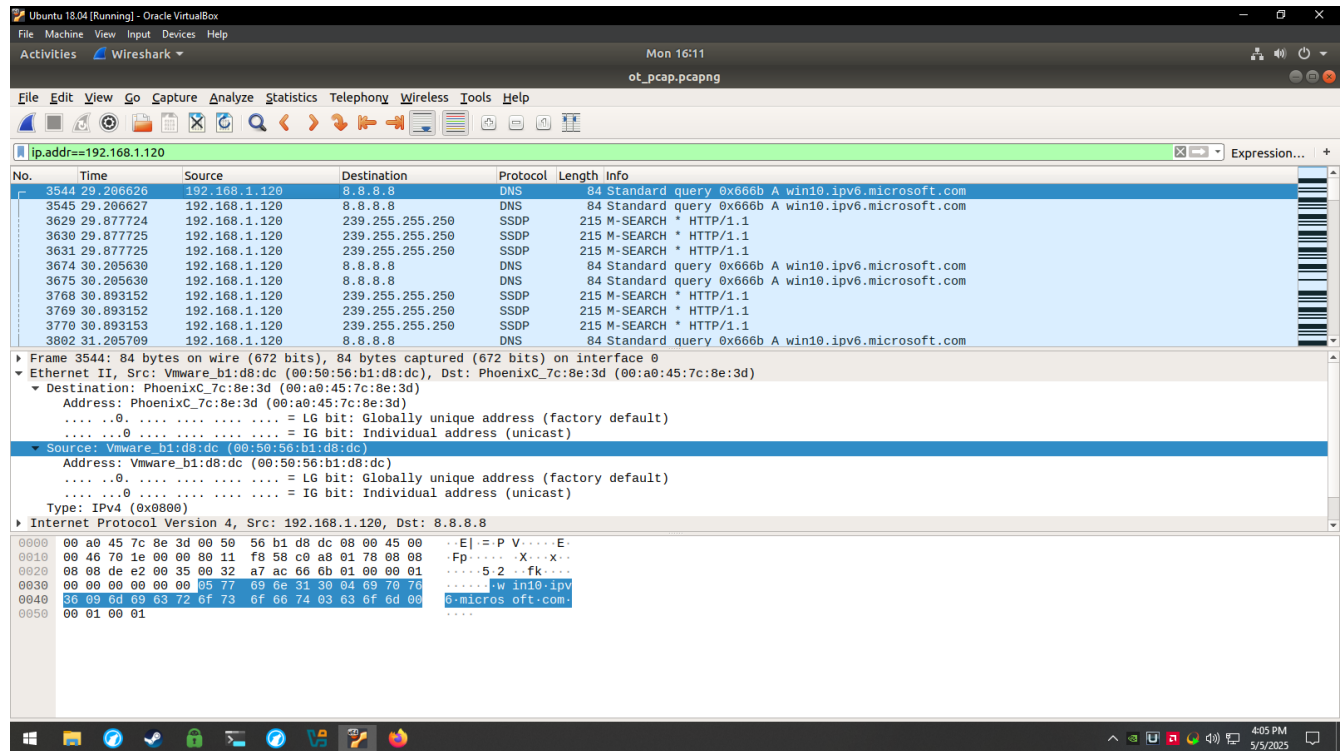 Ubuntu 18.04 [Running] - Oracle VirtualBox
File Machine View Input Devices Help
Activities Wireshark Mon 16:11
ot_pcap.pcapng
File Edit View Go Capture Analyze Statistics Telephony Wireless Tools Help
ip.addr==192.168.1.120 Expression... +
No. Time Source Destination Protocol Length Info
3544 29.206626 192.168.1.120 8.8.8.8 DNS 84 Standard query 0x666b A win10.ipv6.microsoft.com
3545 29.206627 192.168.1.120 8.8.8.8 DNS 84 Standard query 0x666b A win10.ipv6.microsoft.com
3629 29.877724 192.168.1.120 239.255.255.250 SSDP 215 M-SEARCH * HTTP/1.1
3630 29.877725 192.168.1.120 239.255.255.250 SSDP 215 M-SEARCH * HTTP/1.1
3631 29.877725 192.168.1.120 239.255.255.250 SSDP 215 M-SEARCH * HTTP/1.1
3674 30.205630 192.168.1.120 8.8.8.8 DNS 84 Standard query 0x666b A win10.ipv6.microsoft.com
3675 30.205630 192.168.1.120 8.8.8.8 DNS 84 Standard query 0x666b A win10.ipv6.microsoft.com
3768 30.893152 192.168.1.120 239.255.255.250 SSDP 215 M-SEARCH * HTTP/1.1
3769 30.893152 192.168.1.120 239.255.255.250 SSDP 215 M-SEARCH * HTTP/1.1
3770 30.893153 192.168.1.120 239.255.255.250 SSDP 215 M-SEARCH * HTTP/1.1
3802 31.205709 192.168.1.120 8.8.8.8 DNS 84 Standard query 0x666b A win10.ipv6.microsoft.com
Frame 3544: 84 bytes on wire (672 bits), 84 bytes captured (672 bits) on interface 0
Ethernet II, Src: Vmware_b1:d8:dc (00:50:56:b1:d8:dc), Dst: PhoenixC_7c:8e:3d (00:a0:45:7c:8e:3d)
Destination: PhoenixC_7c:8e:3d (00:a0:45:7c:8e:3d)
Address: PhoenixC_7c:8e:3d (00:a0:45:7c:8e:3d)
.... ..0. .... .... .... .... = LG bit: Globally unique address (factory default)
.... ...0 .... .... .... .... = IG bit: Individual address (unicast)
Source: Vmware_b1:d8:dc (00:50:56:b1:d8:dc)
Address: Vmware_b1:d8:dc (00:50:56:b1:d8:dc)
.... ..0. .... .... .... .... = LG bit: Globally unique address (factory default)
.... ...0 .... .... .... .... = IG bit: Individual address (unicast)
Type: IPv4 (0x0800)
Internet Protocol Version 4, Src: 192.168.1.120, Dst: 8.8.8.8
0000 00 a0 45 7c 8e 3d 00 50 56 b1 d8 dc 08 00 45 00 ··E|·=·P V·····E·
0010 00 46 70 1e 00 00 80 11 f8 58 c0 a8 01 78 08 08 ·Fp····· ·X···x··
0020 08 08 de e2 00 35 00 32 a7 ac 66 6b 01 00 00 01 ·····5·2 ··fk····
0030 00 00 00 00 00 00 05 77 69 6e 31 30 04 69 70 76 ·······w in10·ipv
0040 36 09 6d 69 63 72 6f 73 6f 66 74 03 63 6f 6d 00 6·micros oft·com·
0050 00 01 00 01 ····
4:05 PM
5/5/2025